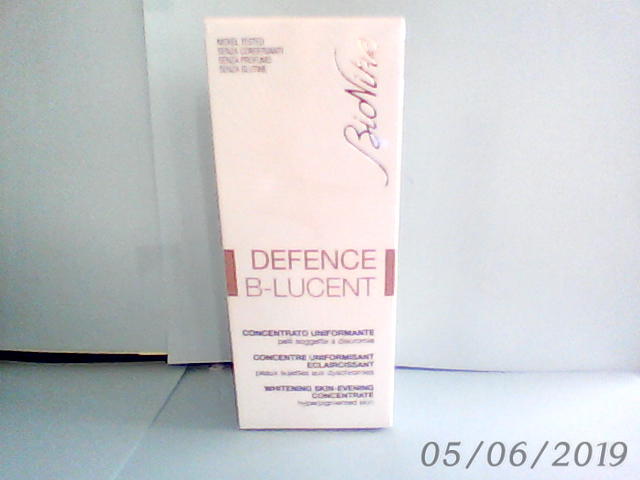 NICKEL TESTED
SENZA CONSERVANTI
SENZA PROFUMO
SENZA GLUTINE
BioNike
DEFENCE
B-LUCENT
CONCENTRATO UNIFORMANTE
pelli soggette a discromie
CONCENTRE UNIFORMISANT
ECLAIRCISSANT
peaux sujettes aux dyschromies
WHITENING SKIN-EVENING
CONCENTRATE
hyperpigmented skin
05/06/2019